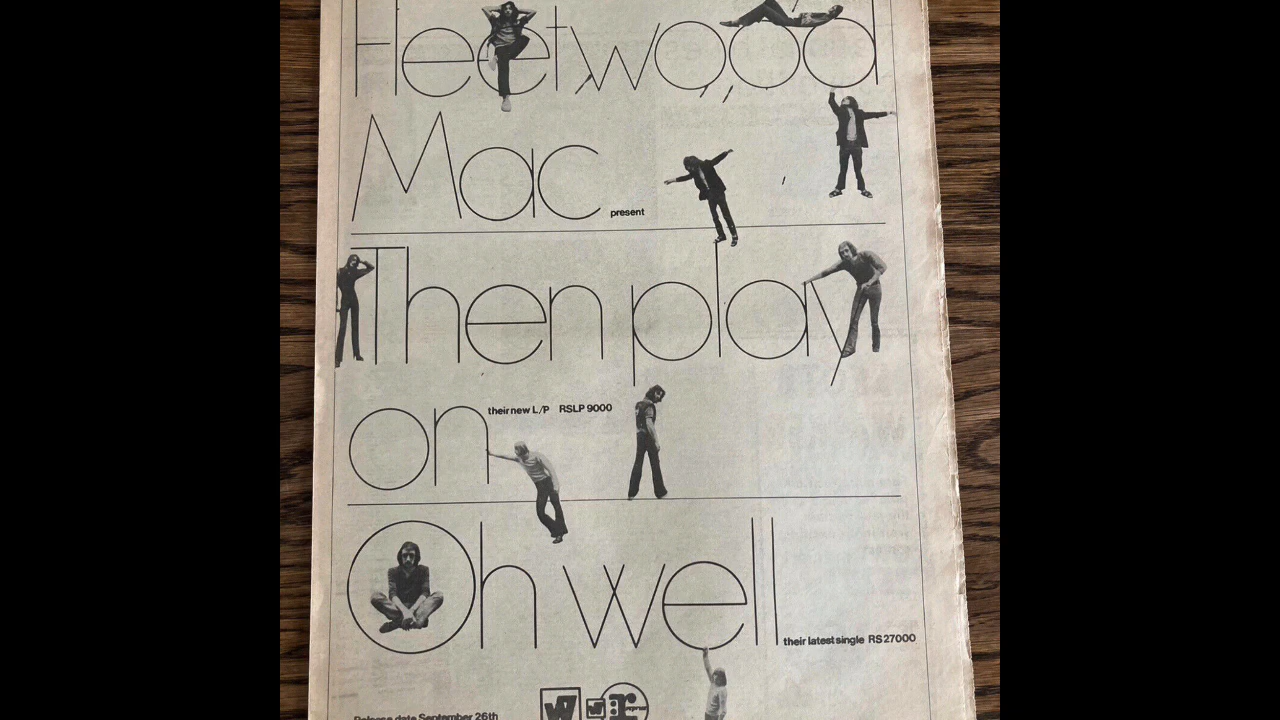 Fleetwood
Mac present
Then play
on their new L/P RSLP 9000
Oh well
their latest single RS 27000
Release date September 26th